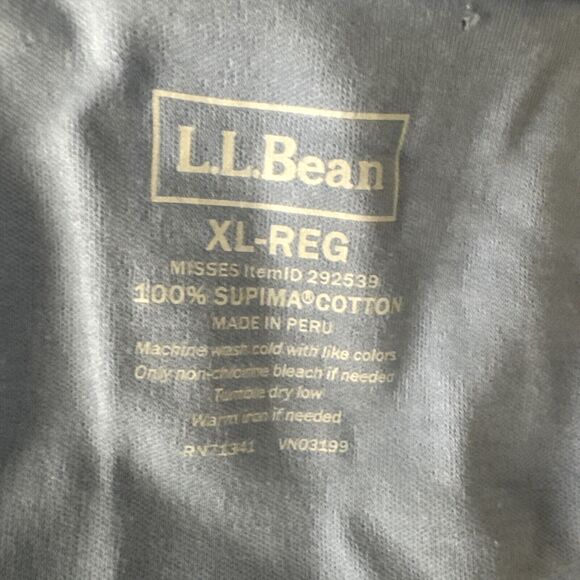 L.L.Bean
XL-REG
MISSES ItemID 292539
100% SUPIMA®COTTON
MADE IN PERU
Machine wash cold with like colors
Only non-chlorine bleach if needed
Tumble dry low
Warm iron if needed
RN71341 VN03199